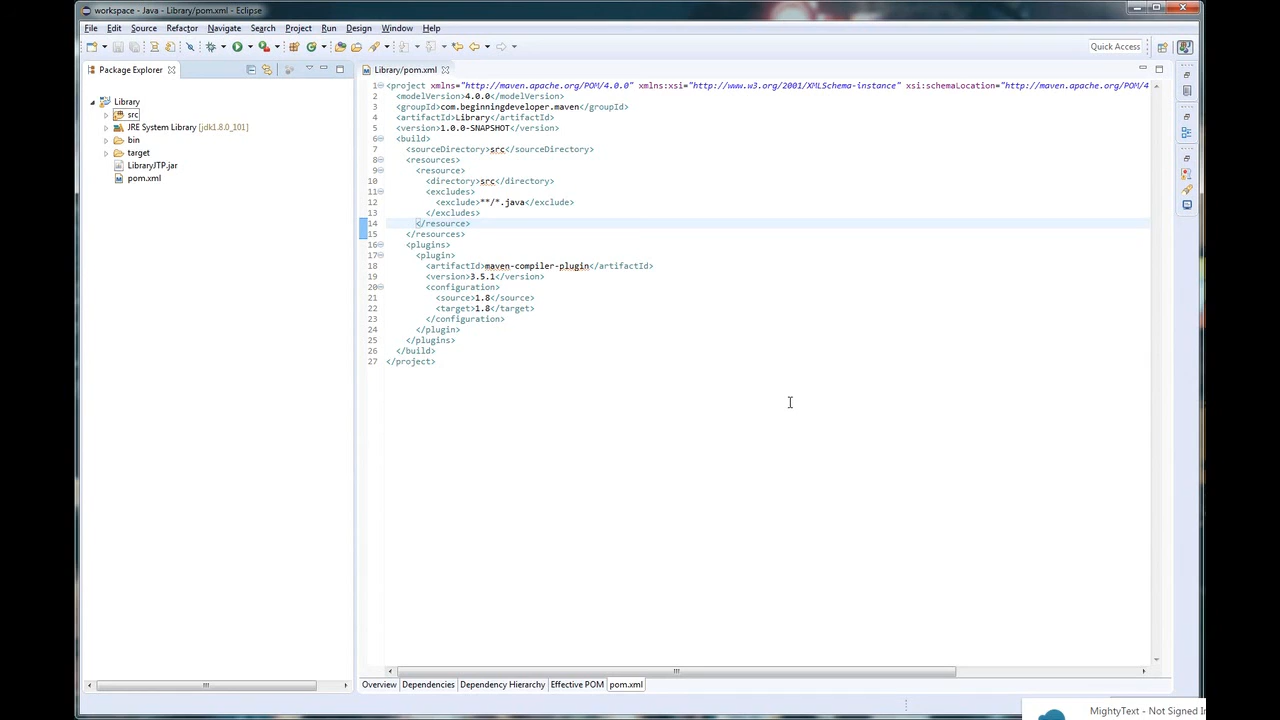 workspace - Java - Library/pom.xml - Eclipse
File Edit Source Refactor Navigate Search Project Run Design Window Help
Quick Access
Package Explorer
Library
src
JRE System Library [jdk1.8.0_101]
bin
target
LibraryJTP.jar
pom.xml
Library/pom.xml
1 <project xmlns="http://maven.apache.org/POM/4.0.0" xmlns:xsi="http://www.w3.org/2001/XMLSchema-instance" xsi:schemaLocation="http://maven.apache.org/POM/4
2 <modelVersion>4.0.0</modelVersion>
3 <groupId>com.beginningdeveloper.maven</groupId>
4 <artifactId>Library</artifactId>
5 <version>1.0.0-SNAPSHOT</version>
6 <build>
7 <sourceDirectory>src</sourceDirectory>
8 <resources>
9 <resource>
10 <directory>src</directory>
11 <excludes>
12 <exclude>**/*.java</exclude>
13 </excludes>
14 </resource>
15 </resources>
16 <plugins>
17 <plugin>
18 <artifactId>maven-compiler-plugin</artifactId>
19 <version>3.5.1</version>
20 <configuration>
21 <source>1.8</source>
22 <target>1.8</target>
23 </configuration>
24 </plugin>
25 </plugins>
26 </build>
27 </project>
Overview Dependencies Dependency Hierarchy Effective POM pom.xml
MightyText - Not Signed I